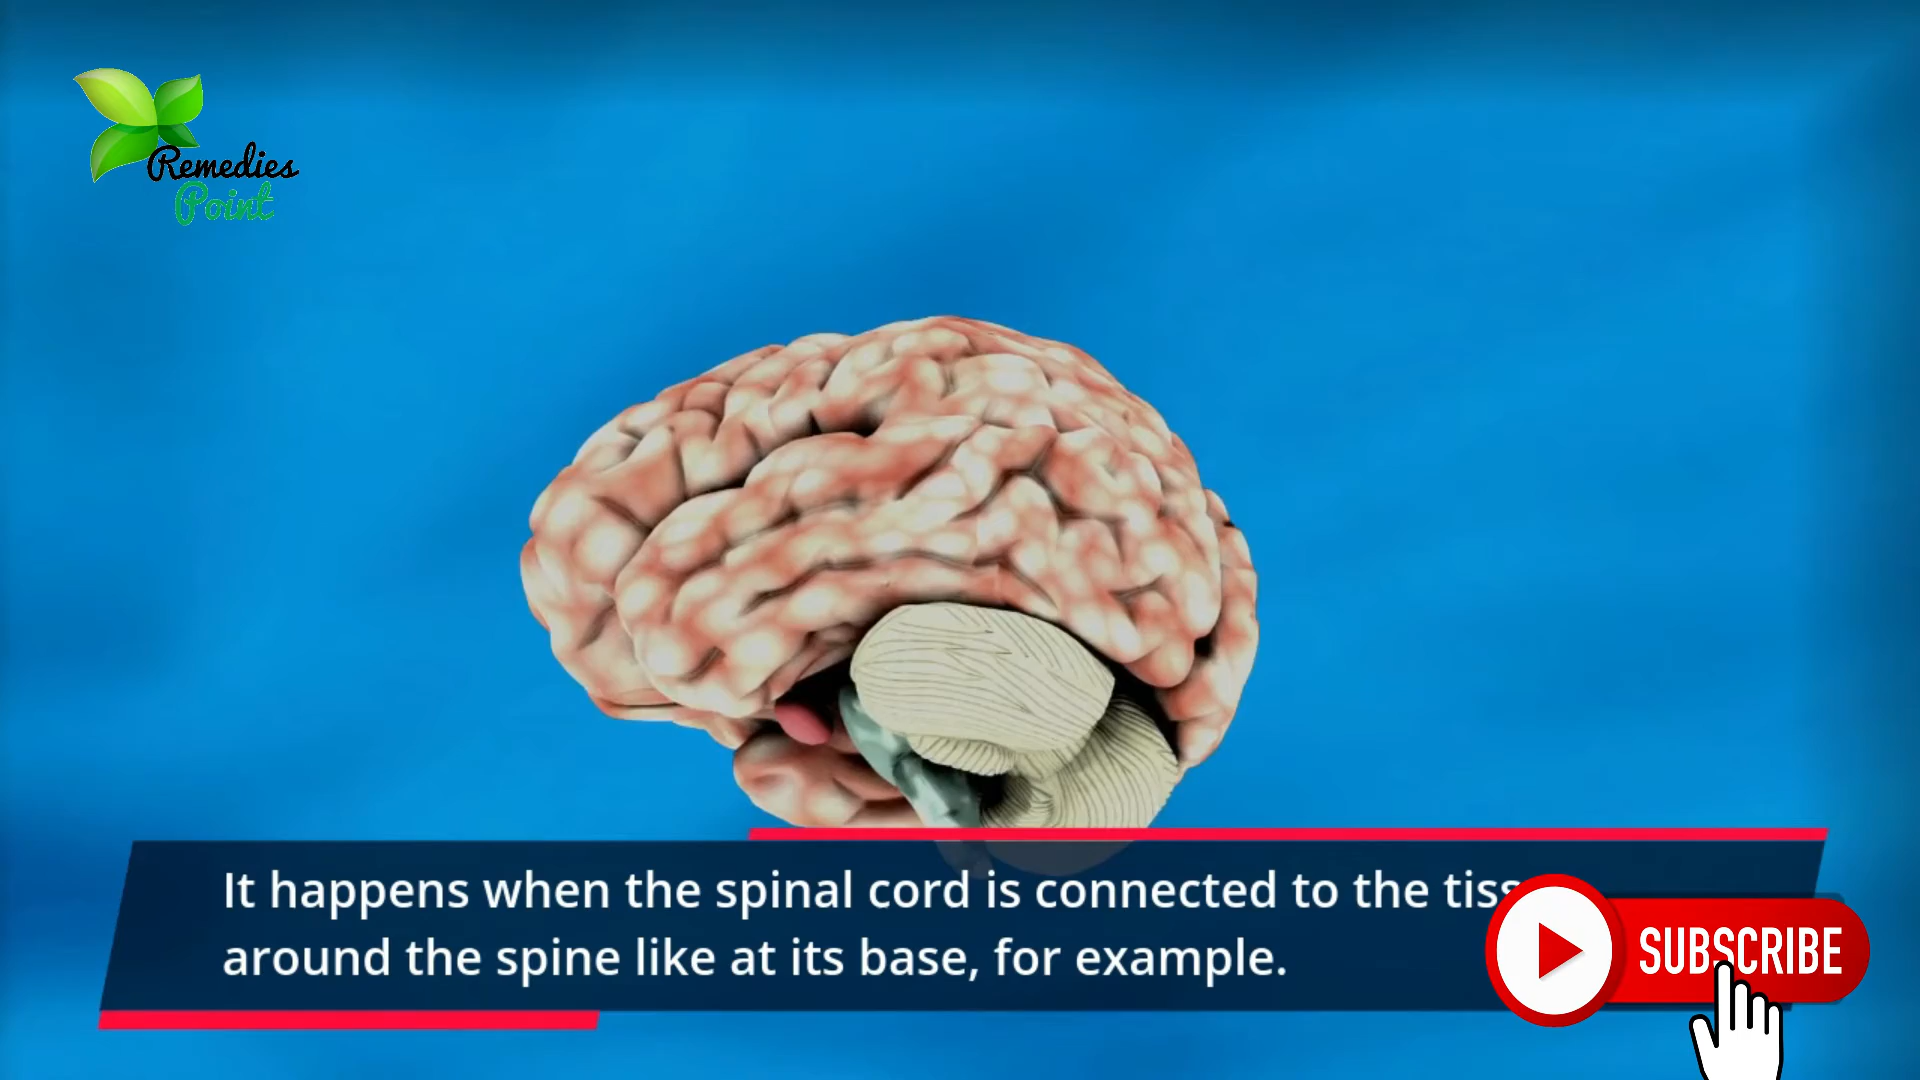 Remedies
Point
It happens when the spinal cord is connected to the
around the spine like at its base, for example.
SUBSCRIBE